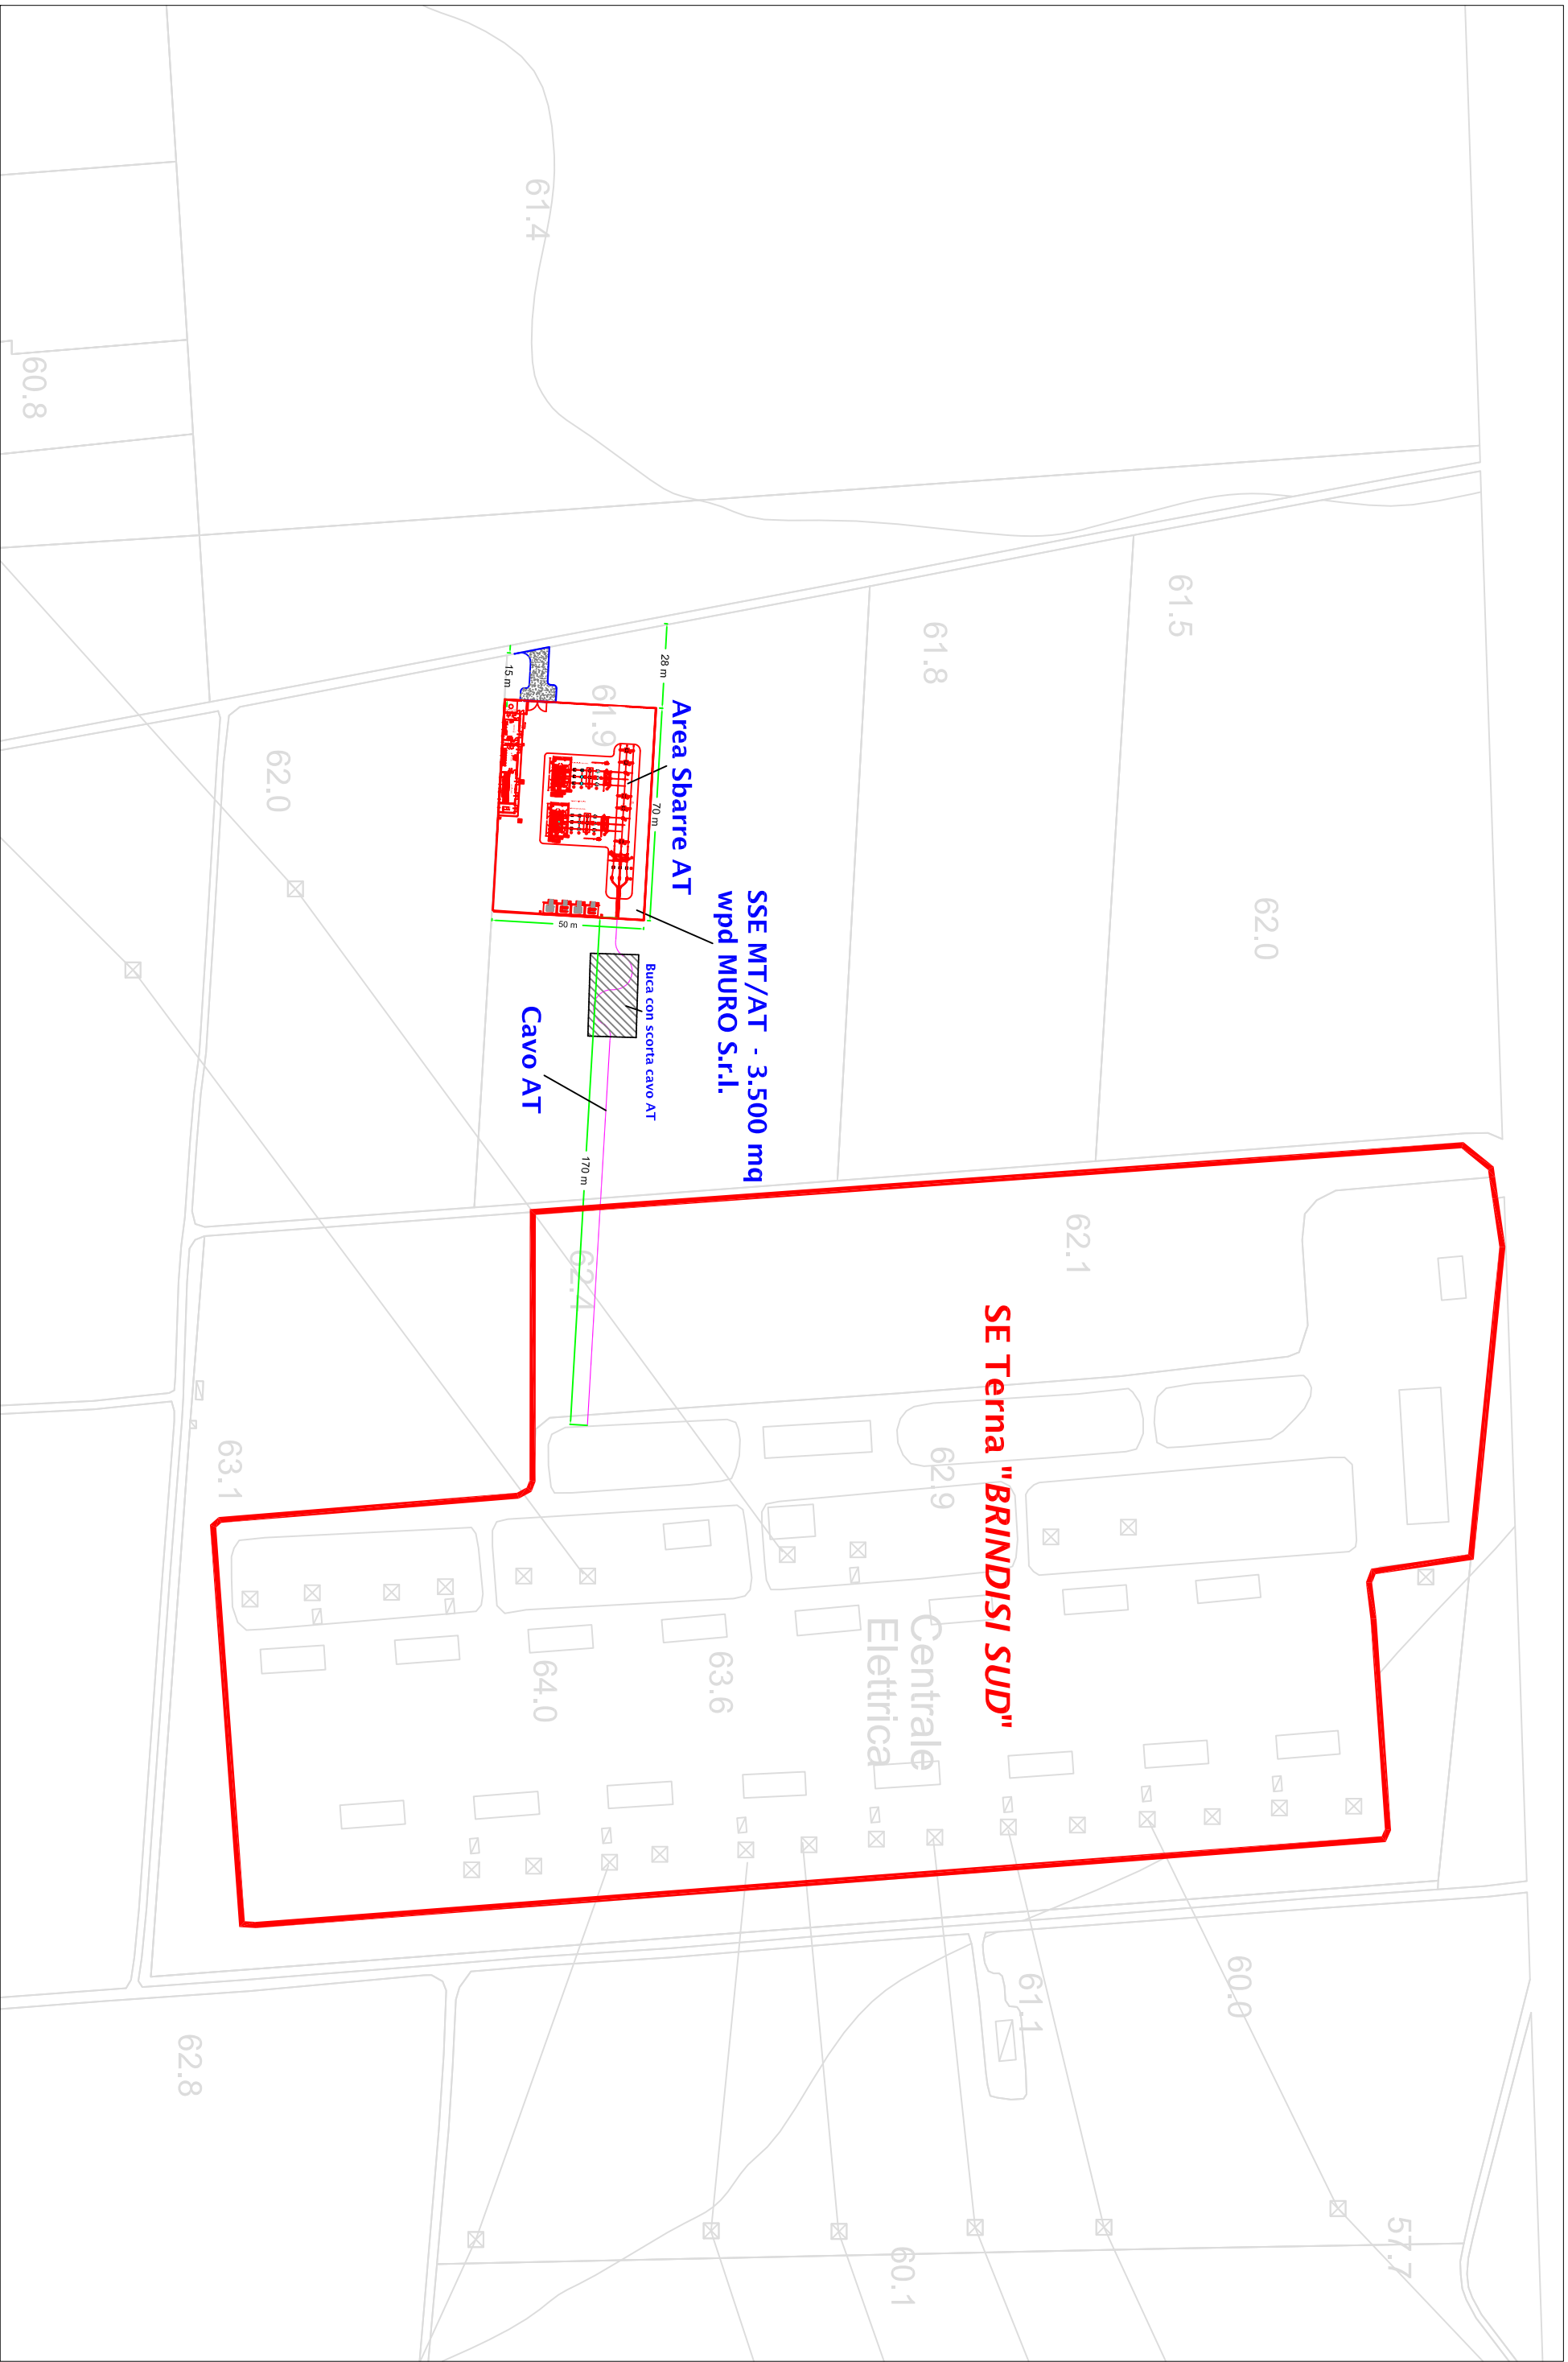 61.4
60.8
61.5
61.8
61.9
62.0
62.0
28 m
15 m
70 m
50 m
Area Sbarre AT
SSE MT/AT - 3.500 mq
wpd MURO S.r.l.
Buca con scorta cavo AT
Cavo AT
170 m
62.1
62.1
SE Terna "BRINDISI SUD"
62.9
63.1
Centrale
Elettrica
63.6
64.0
60.0
61.1
62.8
57.7
60.1